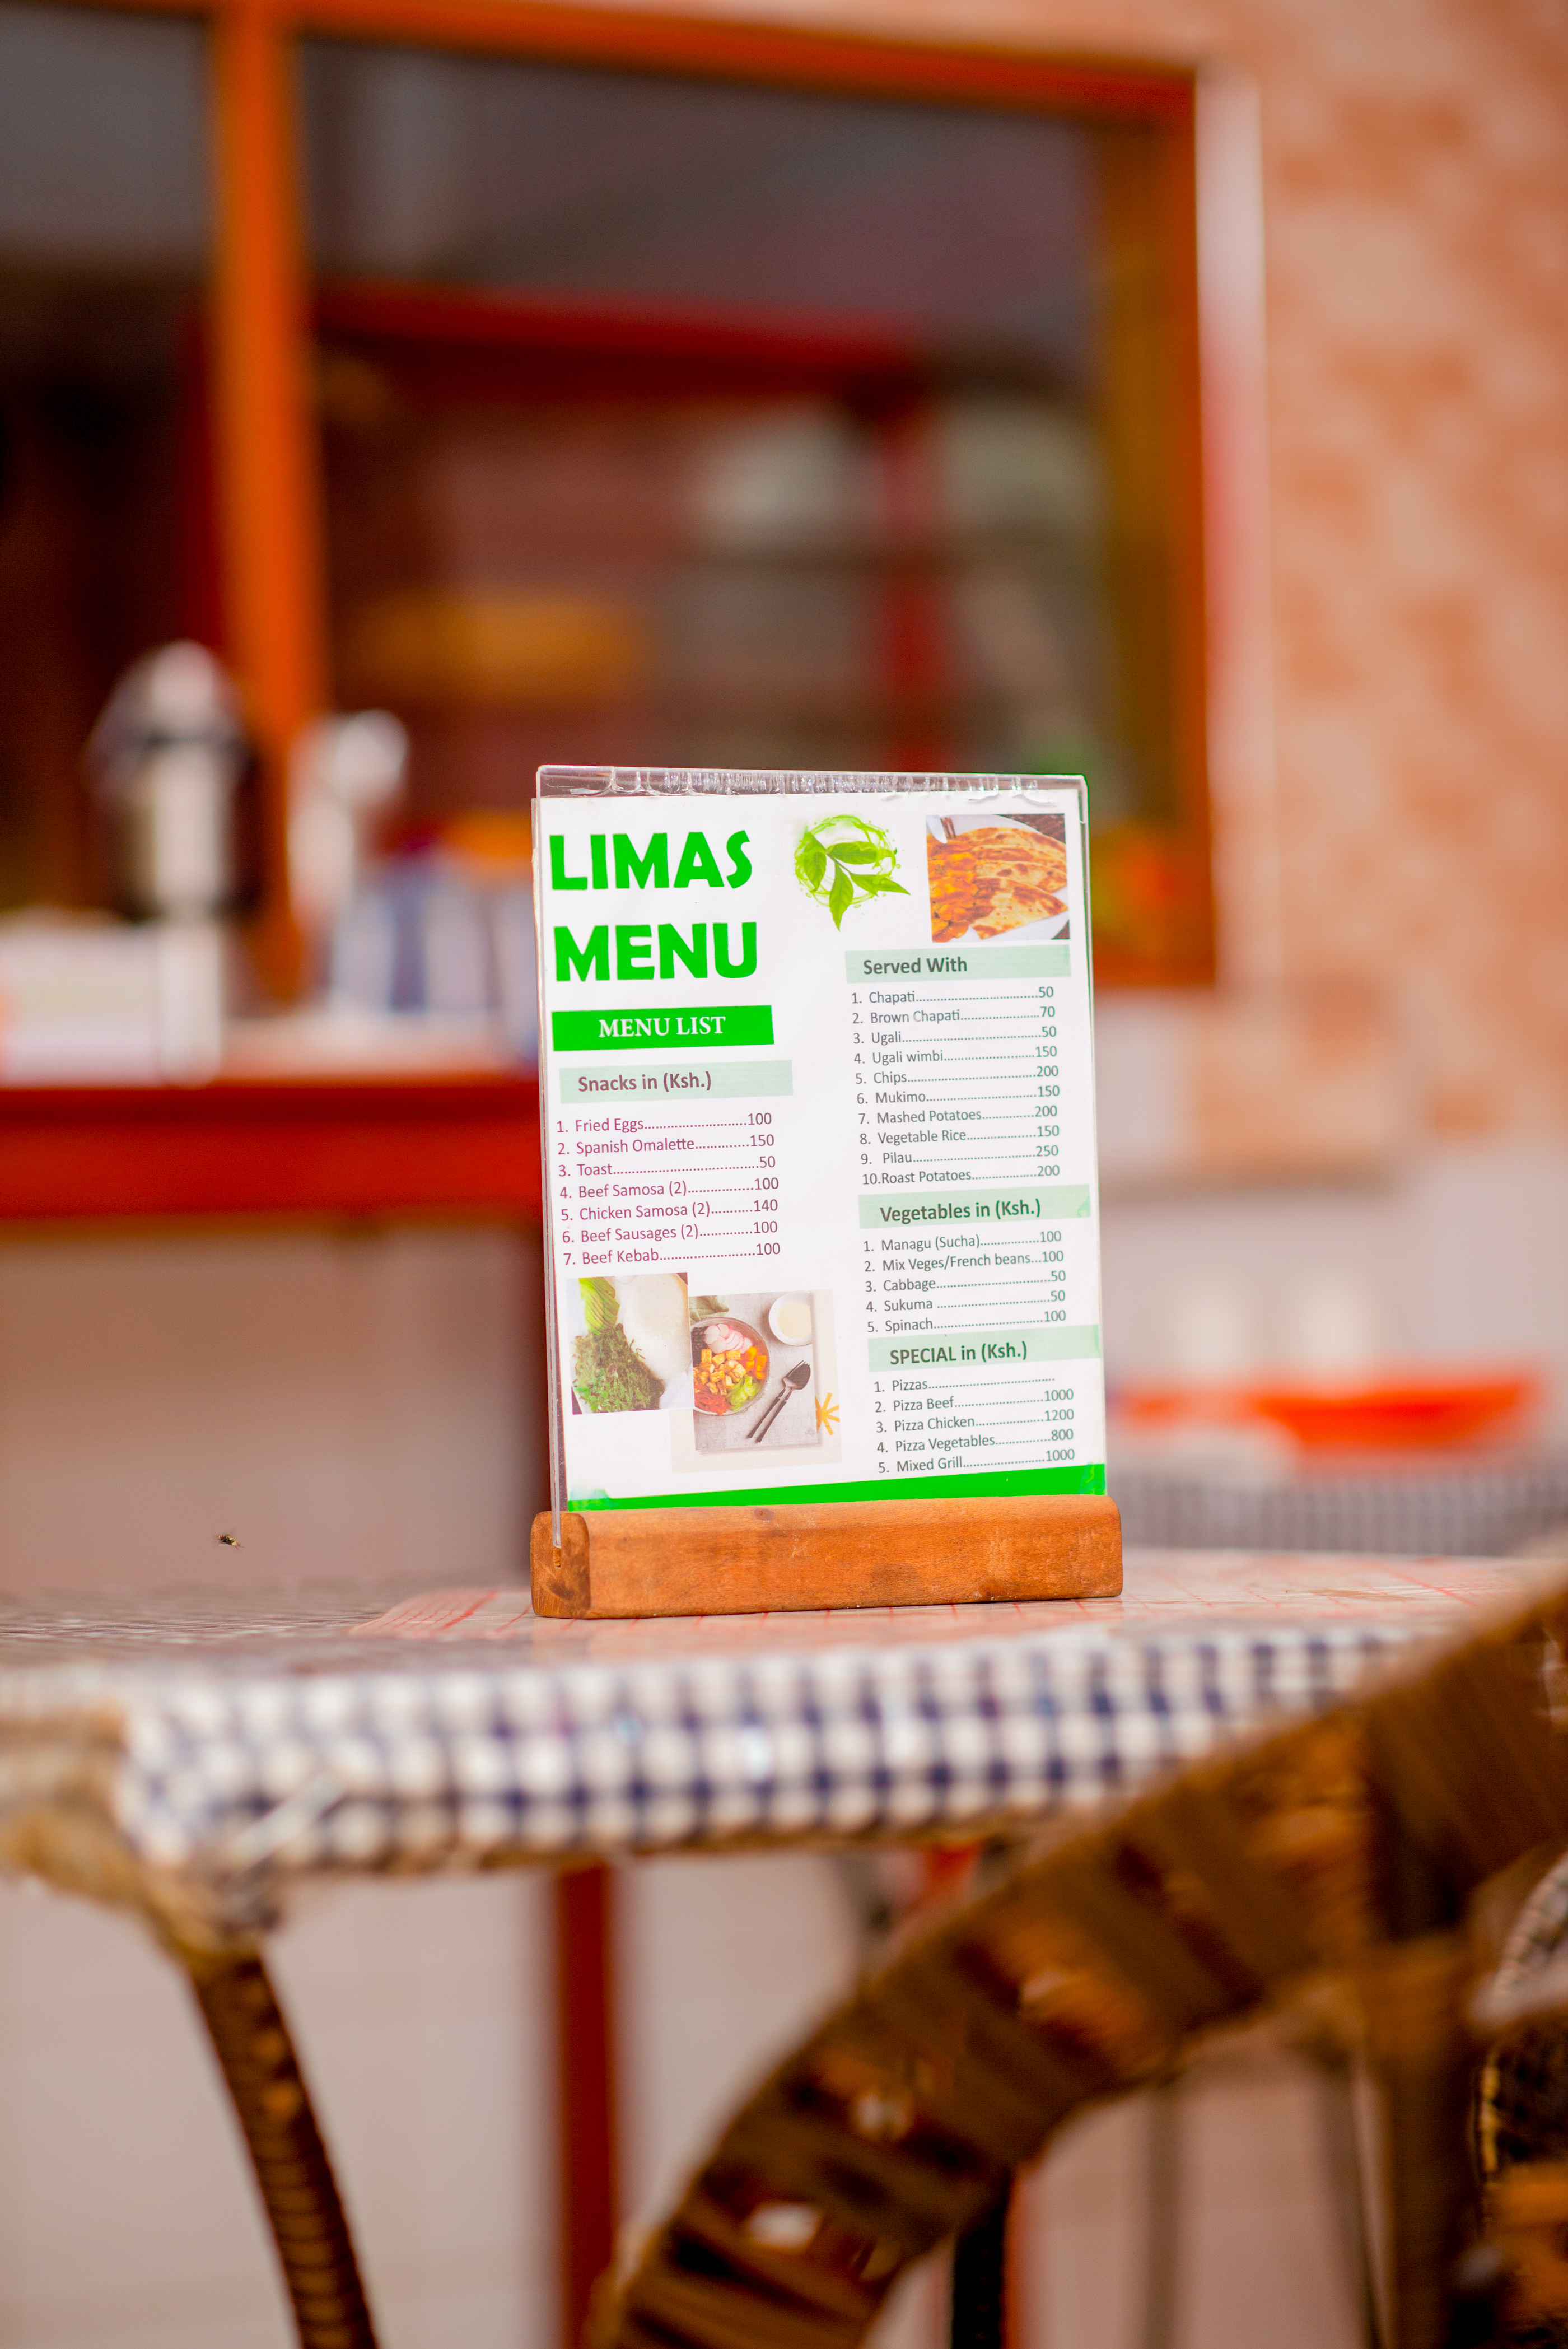 LIMAS
MENU
MENU LIST
Snacks in (Ksh.)
1. Fried Eggs..........................100
2. Spanish Omalette..............150
3. Toast.....................................50
4. Beef Samosa (2).................100
5. Chicken Samosa (2)...........140
6. Beef Sausages (2)..............100
7. Beef Kebab........................100
Served With
1. Chapati...............................50
2. Brown Chapati....................70
3. Ugali...................................50
4. Ugali wimbi.......................150
5. Chips................................200
6. Mukimo............................150
7. Mashed Potatoes.............200
8. Vegetable Rice.................150
9. Pilau...............................250
10.Roast Potatoes................200
Vegetables in (Ksh.)
1. Managu (Sucha)...............100
2. Mix Veges/French beans...100
3. Cabbage.............................50
4. Sukuma .............................50
5. Spinach............................100
SPECIAL in (Ksh.)
1. Pizzas................................
2. Pizza Beef.......................1000
3. Pizza Chicken..................1200
4. Pizza Vegetables..............800
5. Mixed Grill.....................1000